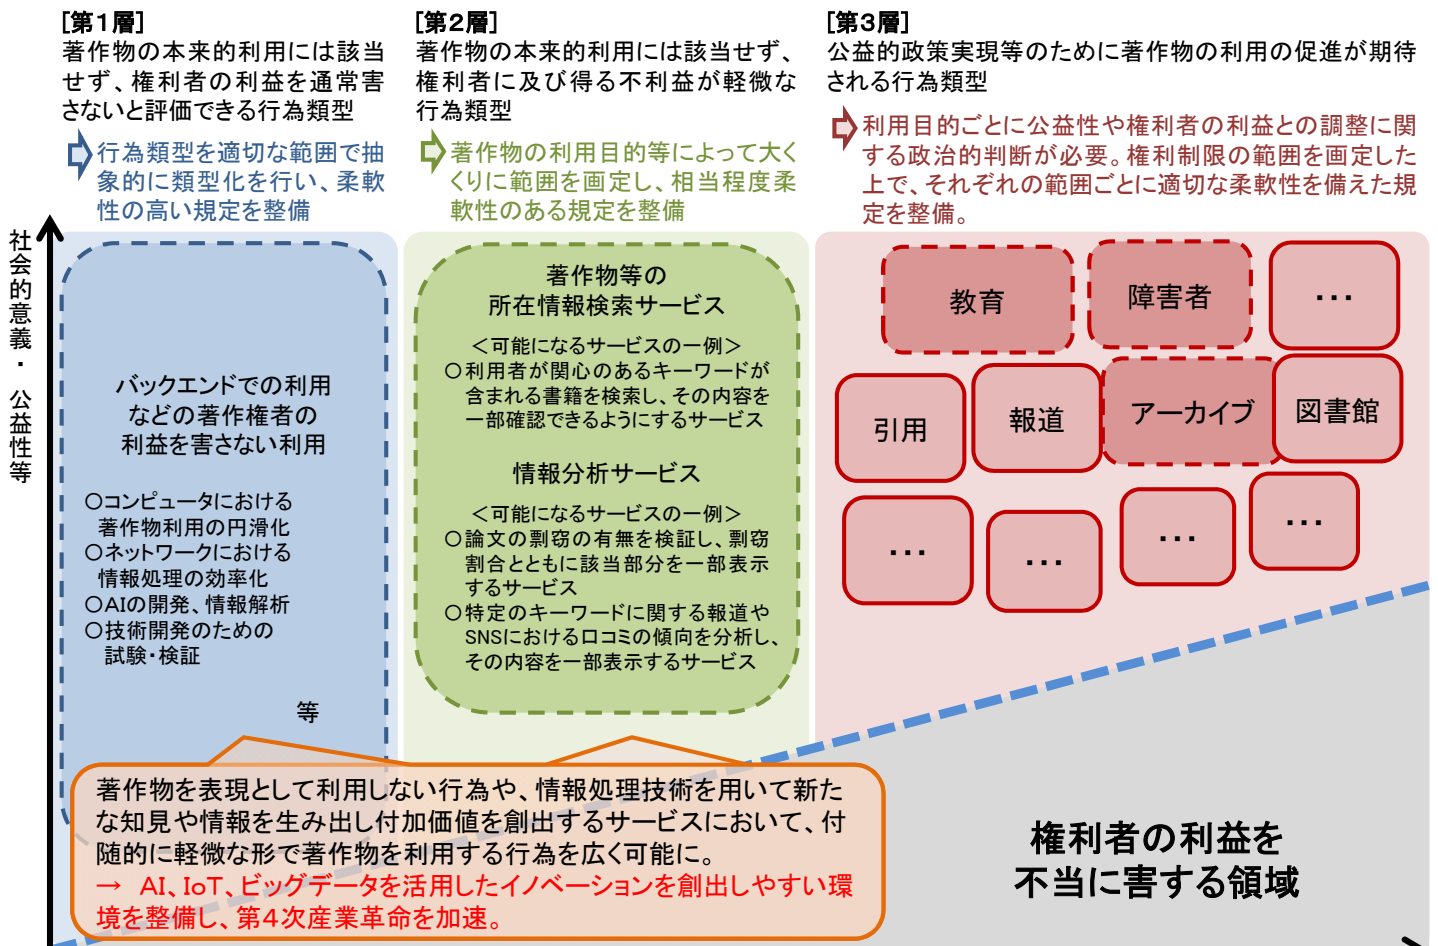 [第1層]
著作物の本来的利用には該当
せず、権利者の利益を通常害
さないと評価できる行為類型
行為類型を適切な範囲で抽
象的に類型化を行い、柔軟
性の高い規定を整備
[第2層]
著作物の本来的利用には該当せず、
権利者に及び得る不利益が軽微な
行為類型
著作物の利用目的等によって大く
くりに範囲を画定し、相当程度柔
軟性のある規定を整備
[第3層]
公益的政策実現等のために著作物の利用の促進が期待
される行為類型
利用目的ごとに公益性や権利者の利益との調整に関
する政治的判断が必要。権利制限の範囲を画定した
上で、それぞれの範囲ごとに適切な柔軟性を備えた規
定を整備。
社会的意義・公益性等
バックエンドでの利用
などの著作権者の
利益を害さない利用
○コンピュータにおける
著作物利用の円滑化
○ネットワークにおける
情報処理の効率化
○AIの開発、情報解析
○技術開発のための
試験・検証
等
著作物等の
所在情報検索サービス
＜可能になるサービスの一例＞
○利用者が関心のあるキーワードが
含まれる書籍を検索し、その内容を
一部確認できるようにするサービス
情報分析サービス
＜可能になるサービスの一例＞
○論文の剽窃の有無を検証し、剽窃
割合とともに該当部分を一部表示
するサービス
○特定のキーワードに関する報道や
SNSにおける口コミの傾向を分析し、
その内容を一部表示するサービス
教育
障害者
…
引用
報道
アーカイブ
図書館
…
…
…
…
著作物を表現として利用しない行為や、情報処理技術を用いて新た
な知見や情報を生み出し付加価値を創出するサービスにおいて、付
随的に軽微な形で著作物を利用する行為を広く可能に。
→ AI、IoT、ビッグデータを活用したイノベーションを創出しやすい環
境を整備し、第4次産業革命を加速。
権利者の利益を
不当に害する領域